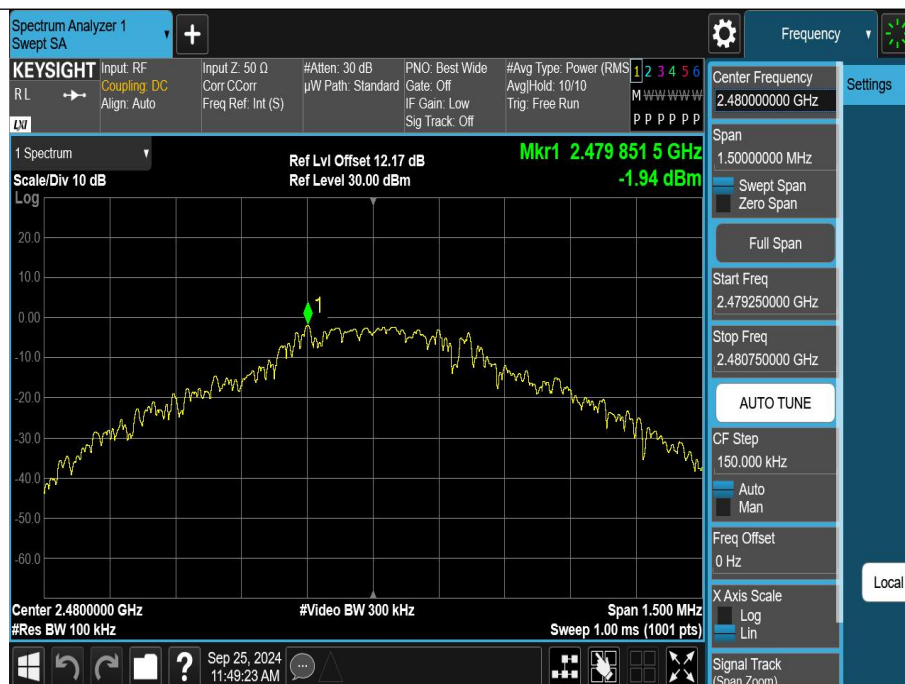 Spectrum Analyzer 1
Swept SA
Frequency
KEYSIGHT
RL
LXI
Input: RF
Coupling: DC
Align: Auto
Input Z: 50 Ω
Corr CCorr
Freq Ref: Int (S)
#Atten: 30 dB
µW Path: Standard
PNO: Best Wide
Gate: Off
IF Gain: Low
Sig Track: Off
#Avg Type: Power (RMS
Avg|Hold: 10/10
Trig: Free Run
1 2 3 4 5 6
M W W W W W
P P P P P P
1 Spectrum
Scale/Div 10 dB
Log
Ref Lvl Offset 12.17 dB
Ref Level 30.00 dBm
Mkr1 2.479 851 5 GHz
-1.94 dBm
20.0
10.0
0.00
-10.0
-20.0
-30.0
-40.0
-50.0
-60.0
1
Center 2.4800000 GHz
#Res BW 100 kHz
#Video BW 300 kHz
Span 1.500 MHz
Sweep 1.00 ms (1001 pts)
Sep 25, 2024
11:49:23 AM
Center Frequency
2.480000000 GHz
Span
1.50000000 MHz
Swept Span
Zero Span
Full Span
Start Freq
2.479250000 GHz
Stop Freq
2.480750000 GHz
AUTO TUNE
CF Step
150.000 kHz
Auto
Man
Freq Offset
0 Hz
X Axis Scale
Log
Lin
Signal Track
(Span Zoom)
Settings
Local